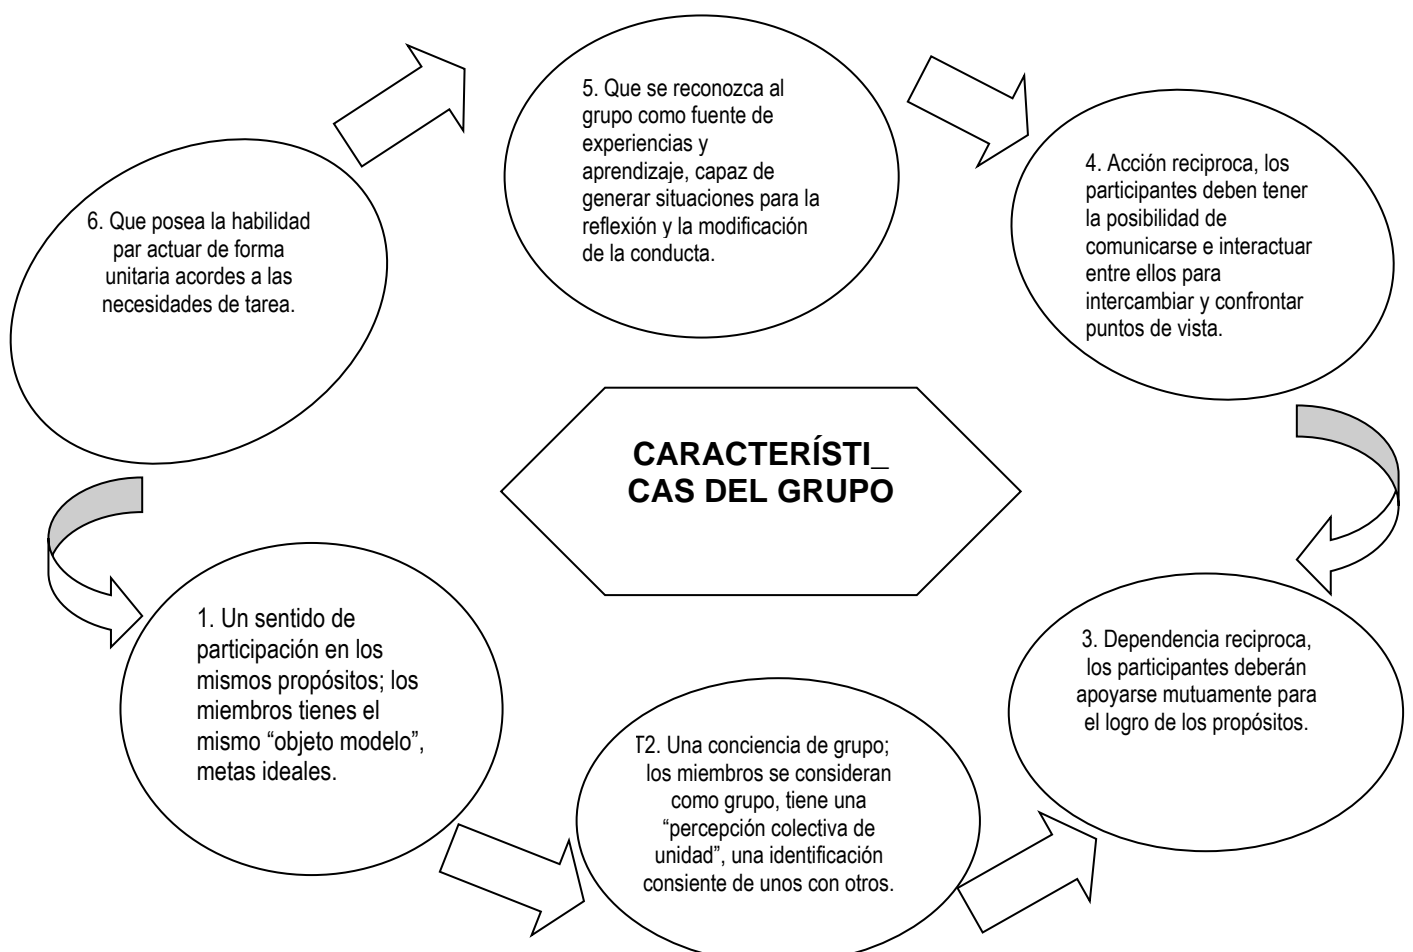 5. Que se reconozca al
grupo como fuente de
experiencias y
aprendizaje, capaz de
generar situaciones para la
reflexión y la modificación
de la conducta.
4. Acción reciproca, los
participantes deben tener
la posibilidad de
comunicarse e interactuar
entre ellos para
intercambiar y confrontar
puntos de vista.
6. Que posea la habilidad
par actuar de forma
unitaria acordes a las
necesidades de tarea.
CARACTERÍSTI_
CAS DEL GRUPO
1. Un sentido de
participación en los
mismos propósitos; los
miembros tienes el
mismo “objeto modelo”,
metas ideales.
T2. Una conciencia de grupo;
los miembros se consideran
como grupo, tiene una
“percepción colectiva de
unidad”, una identificación
consiente de unos con otros.
3. Dependencia reciproca,
los participantes deberán
apoyarse mutuamente para
el logro de los propósitos.